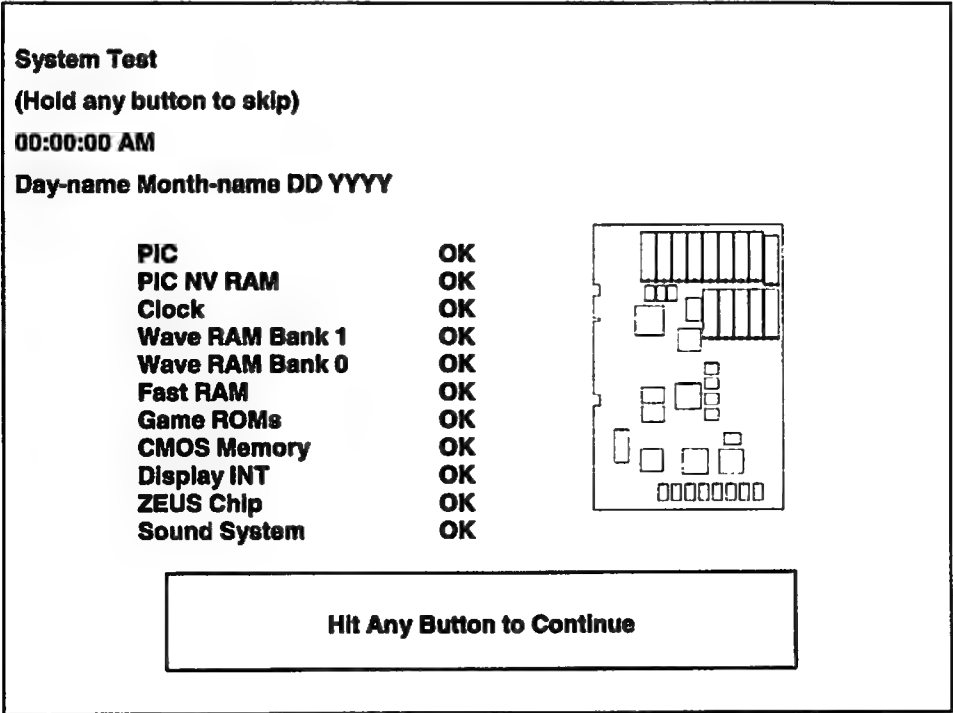 System Test
(Hold any button to skip)
00:00:00 AM
Day-name Month-name DD YYYY
PIC OK
PIC NV RAM OK
Clock OK
Wave RAM Bank 1 OK
Wave RAM Bank 0 OK
Fast RAM OK
Game ROMs OK
CMOS Memory OK
Display INT OK
ZEUS Chip OK
Sound System OK
Hit Any Button to Continue